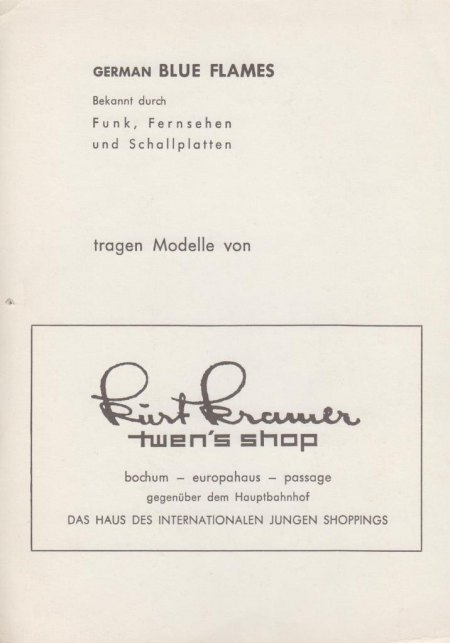 GERMAN BLUE FLAMES
Bekannt durch
Funk, Fernsehen
und Schallplatten
tragen Modelle von
kurt kramer
twen's shop
bochum – europahaus – passage
gegenüber dem Hauptbahnhof
DAS HAUS DES INTERNATIONALEN JUNGEN SHOPPINGS